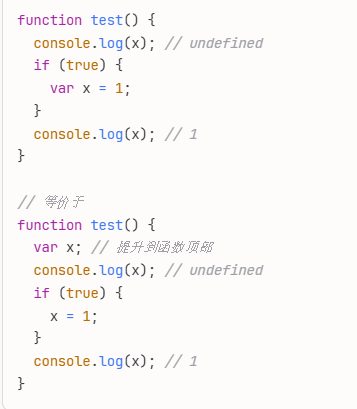 function test() {
  console.log(x); // undefined
  if (true) {
    var x = 1;
  }
  console.log(x); // 1
}

// 等价于
function test() {
  var x; // 提升到函数顶部
  console.log(x); // undefined
  if (true) {
    x = 1;
  }
  console.log(x); // 1
}